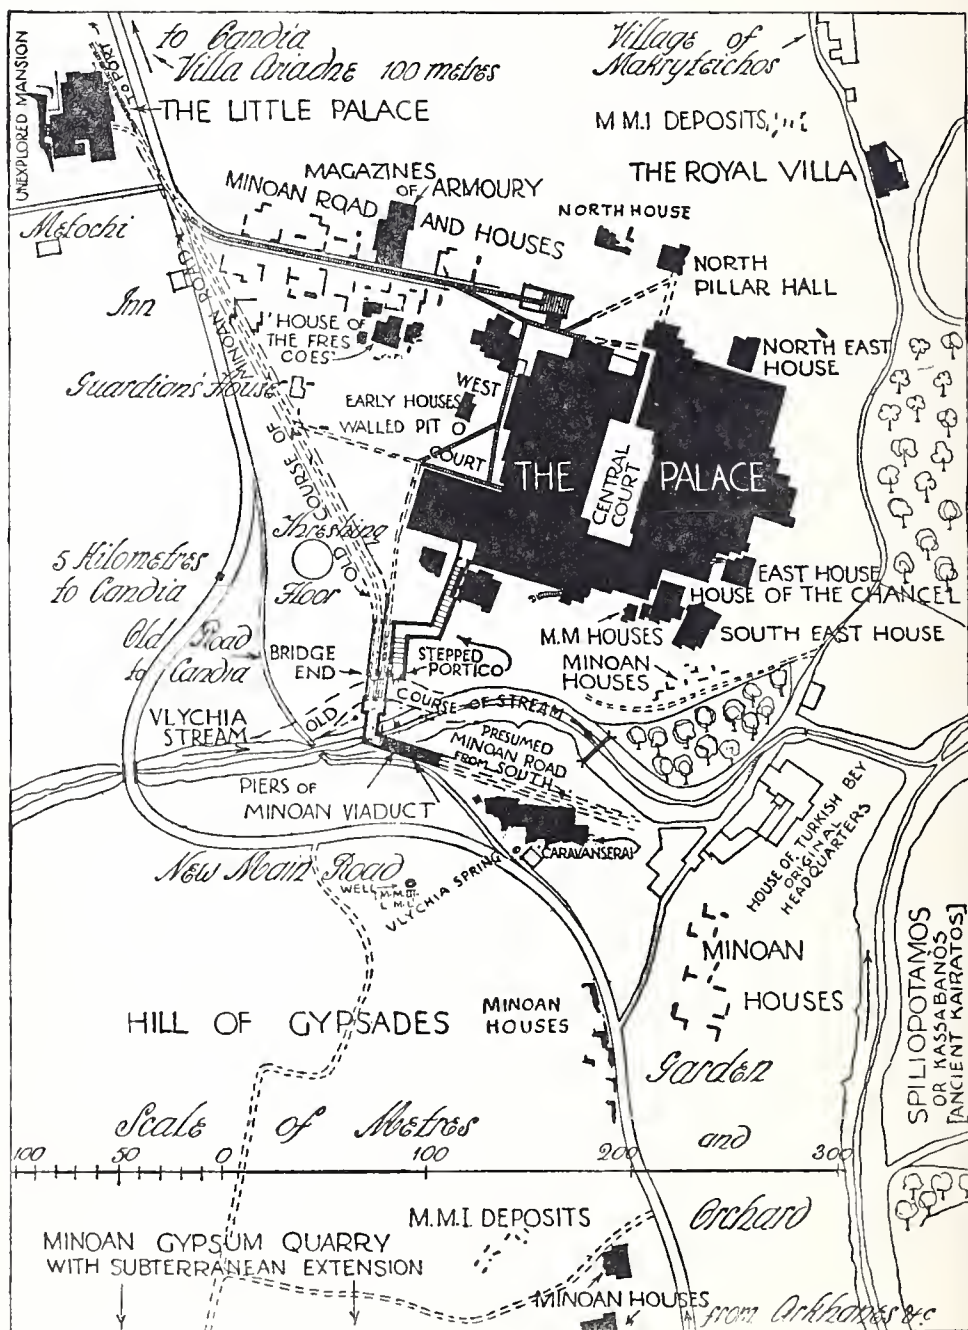 to Candia
Villa Ariadne 100 metres
Village of
Makryteichos
UNEXPLORED MANSION
TO PORT
THE LITTLE PALACE
M M.I DEPOSITS
THE ROYAL VILLA
MAGAZINES
OF ARMOURY
MINOAN ROAD
AND HOUSES
NORTH HOUSE
Metochi
NORTH
PILLAR HALL
Inn
MINOAN ROAD
'HOUSE OF
THE FRES
COES'
NORTH EAST
HOUSE
Guardian's House
EARLY HOUSES
WALLED PIT
WEST
COURT
THE PALACE
CENTRAL
COURT
OLD COURSE OF
Threshing
Floor
5 Kilometres
to Candia
EAST HOUSE
HOUSE OF THE CHANCEL
M.M HOUSES
SOUTH EAST HOUSE
Old Road
to Candia
BRIDGE
END
STEPPED
PORTICO
MINOAN
HOUSES
VLYCHIA
STREAM
OLD COURSE OF STREAM
PRESUMED
MINOAN ROAD
FROM SOUTH
PIERS OF
MINOAN VIADUCT
CARAVANSERAI
HOUSE OF TURKISH BEY
ORIGINAL
HEADQUARTERS
New Main Road
WELL
M.M.III
L.M.I.
VLYCHIA SPRING
MINOAN
HOUSES
SPILIOPOTAMOS
OR KASSABANOS
[ANCIENT KAIRATOS]
HILL OF GYPSADES
MINOAN
HOUSES
Garden
and
Orchard
Scale of Metres
100 50 0 100 200 300
M.M.I. DEPOSITS
MINOAN GYPSUM QUARRY
WITH SUBTERRANEAN EXTENSION
MINOAN HOUSES
from Arkhanes &c